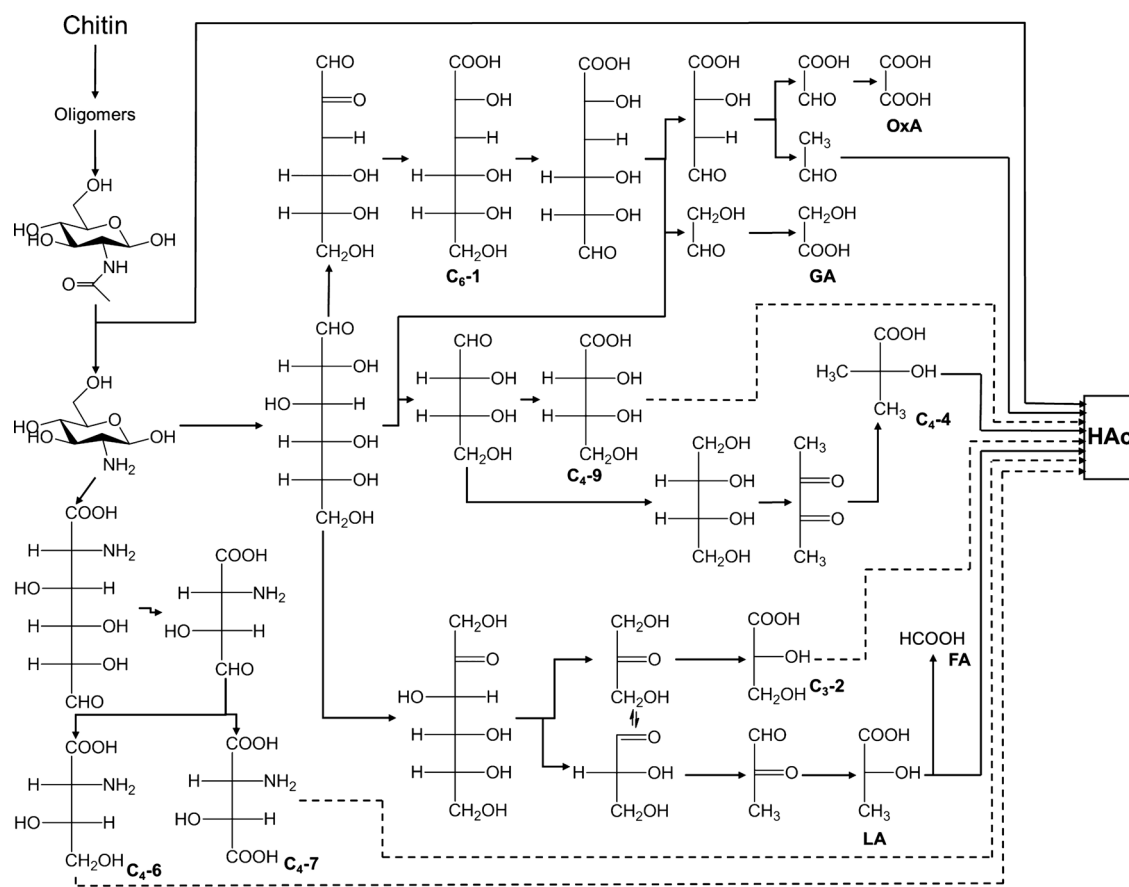 Chitin
Oligomers
OH
O
HO
HO
OH
NH
O
OH
O
HO
HO
OH
NH₂
CHO
O
H
H
OH
H
OH
CH₂OH
COOH
OH
H
H
OH
H
OH
CH₂OH
C₆-1
COOH
OH
H
H
OH
H
OH
CHO
COOH
OH
H
CHO
COOH
CHO
COOH
COOH
OxA
CH₃
CHO
CH₂OH
CHO
CH₂OH
COOH
GA
CHO
H
OH
HO
H
H
OH
H
OH
CH₂OH
CHO
H
OH
H
OH
CH₂OH
COOH
H
OH
H
OH
CH₂OH
C₄-9
CH₂OH
H
OH
H
OH
CH₂OH
CH₃
O
O
CH₃
COOH
H₃C
OH
CH₃
C₄-4
HAc
COOH
H
NH₂
HO
H
H
OH
H
OH
CHO
COOH
H
NH₂
HO
H
CHO
COOH
H
NH₂
HO
H
CH₂OH
C₄-6
COOH
H
NH₂
HO
H
COOH
C₄-7
CH₂OH
O
HO
H
H
OH
H
OH
CH₂OH
CH₂OH
O
CH₂OH
O
H
OH
CH₂OH
COOH
OH
CH₂OH
C₃-2
CHO
O
CH₃
COOH
OH
CH₃
LA
HCOOH
FA